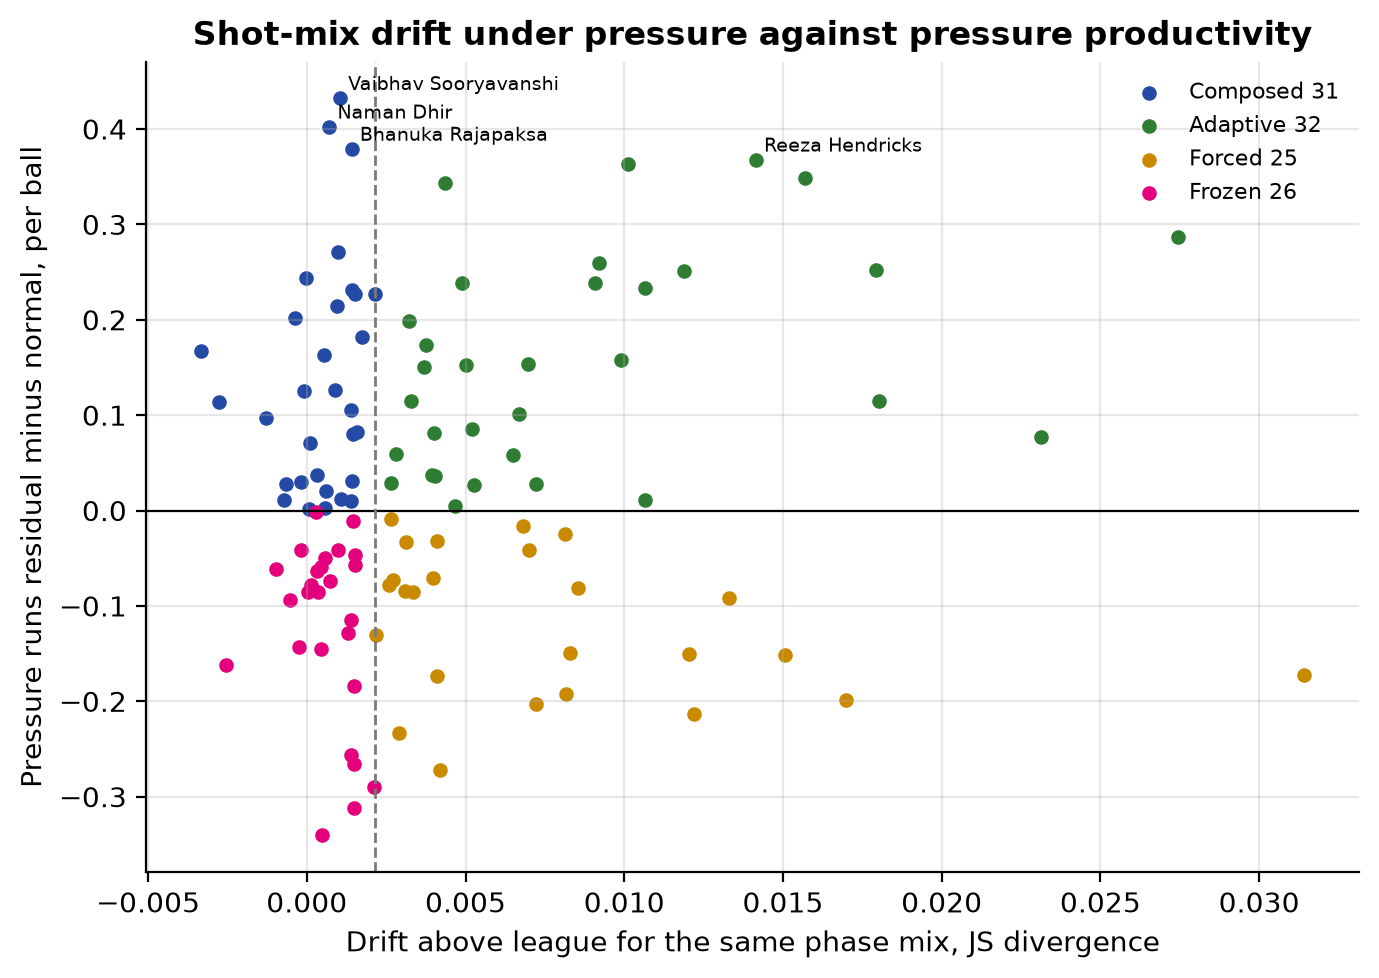 Shot-mix drift under pressure against pressure productivity
Vaibhav Sooryavanshi
Naman Dhir
Bhanuka Rajapaksa
Reeza Hendricks
Composed 31
Adaptive 32
Forced 25
Frozen 26
Pressure runs residual minus normal, per ball
0.4
0.3
0.2
0.1
0.0
−0.1
−0.2
−0.3
−0.005 0.000 0.005 0.010 0.015 0.020 0.025 0.030
Drift above league for the same phase mix, JS divergence